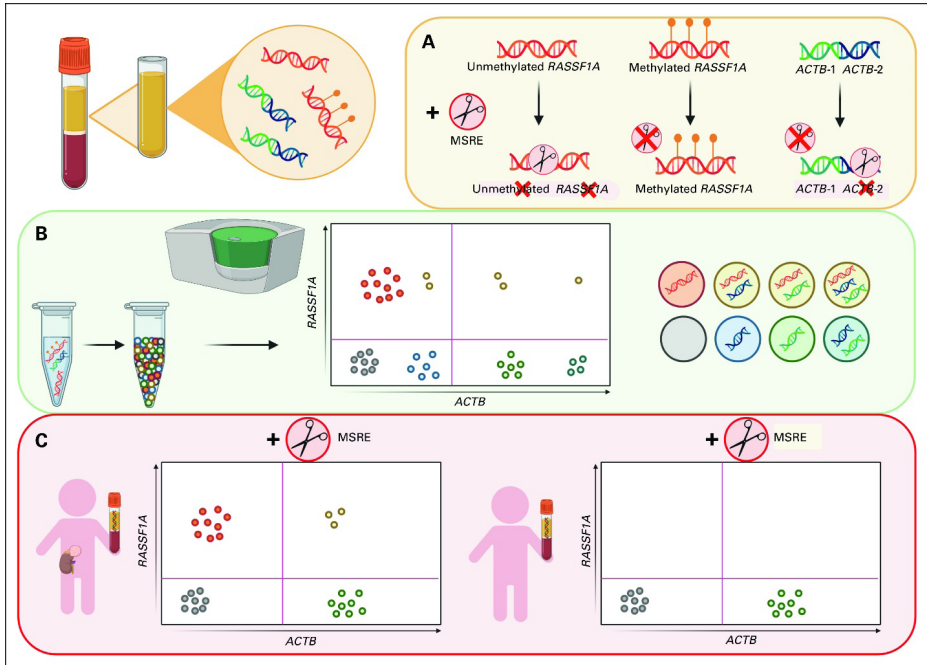 A
Unmethylated RASSF1A
Methylated RASSF1A
ACTB-1 ACTB-2
+
MSRE
Unmethylated RASSF1A
Methylated RASSF1A
ACTB-1 ACTB-2
B
RASSF1A
ACTB
C
+ MSRE
+ MSRE
RASSF1A
ACTB
RASSF1A
ACTB